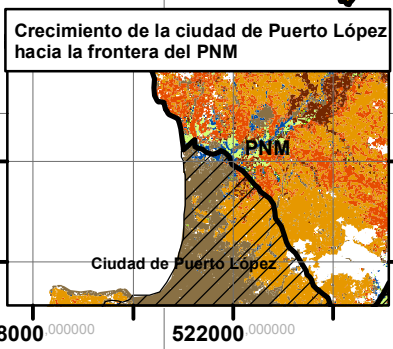 Crecimiento de la ciudad de Puerto López
hacia la frontera del PNM
PNM
Ciudad de Puerto López
8000,000000 522000,000000